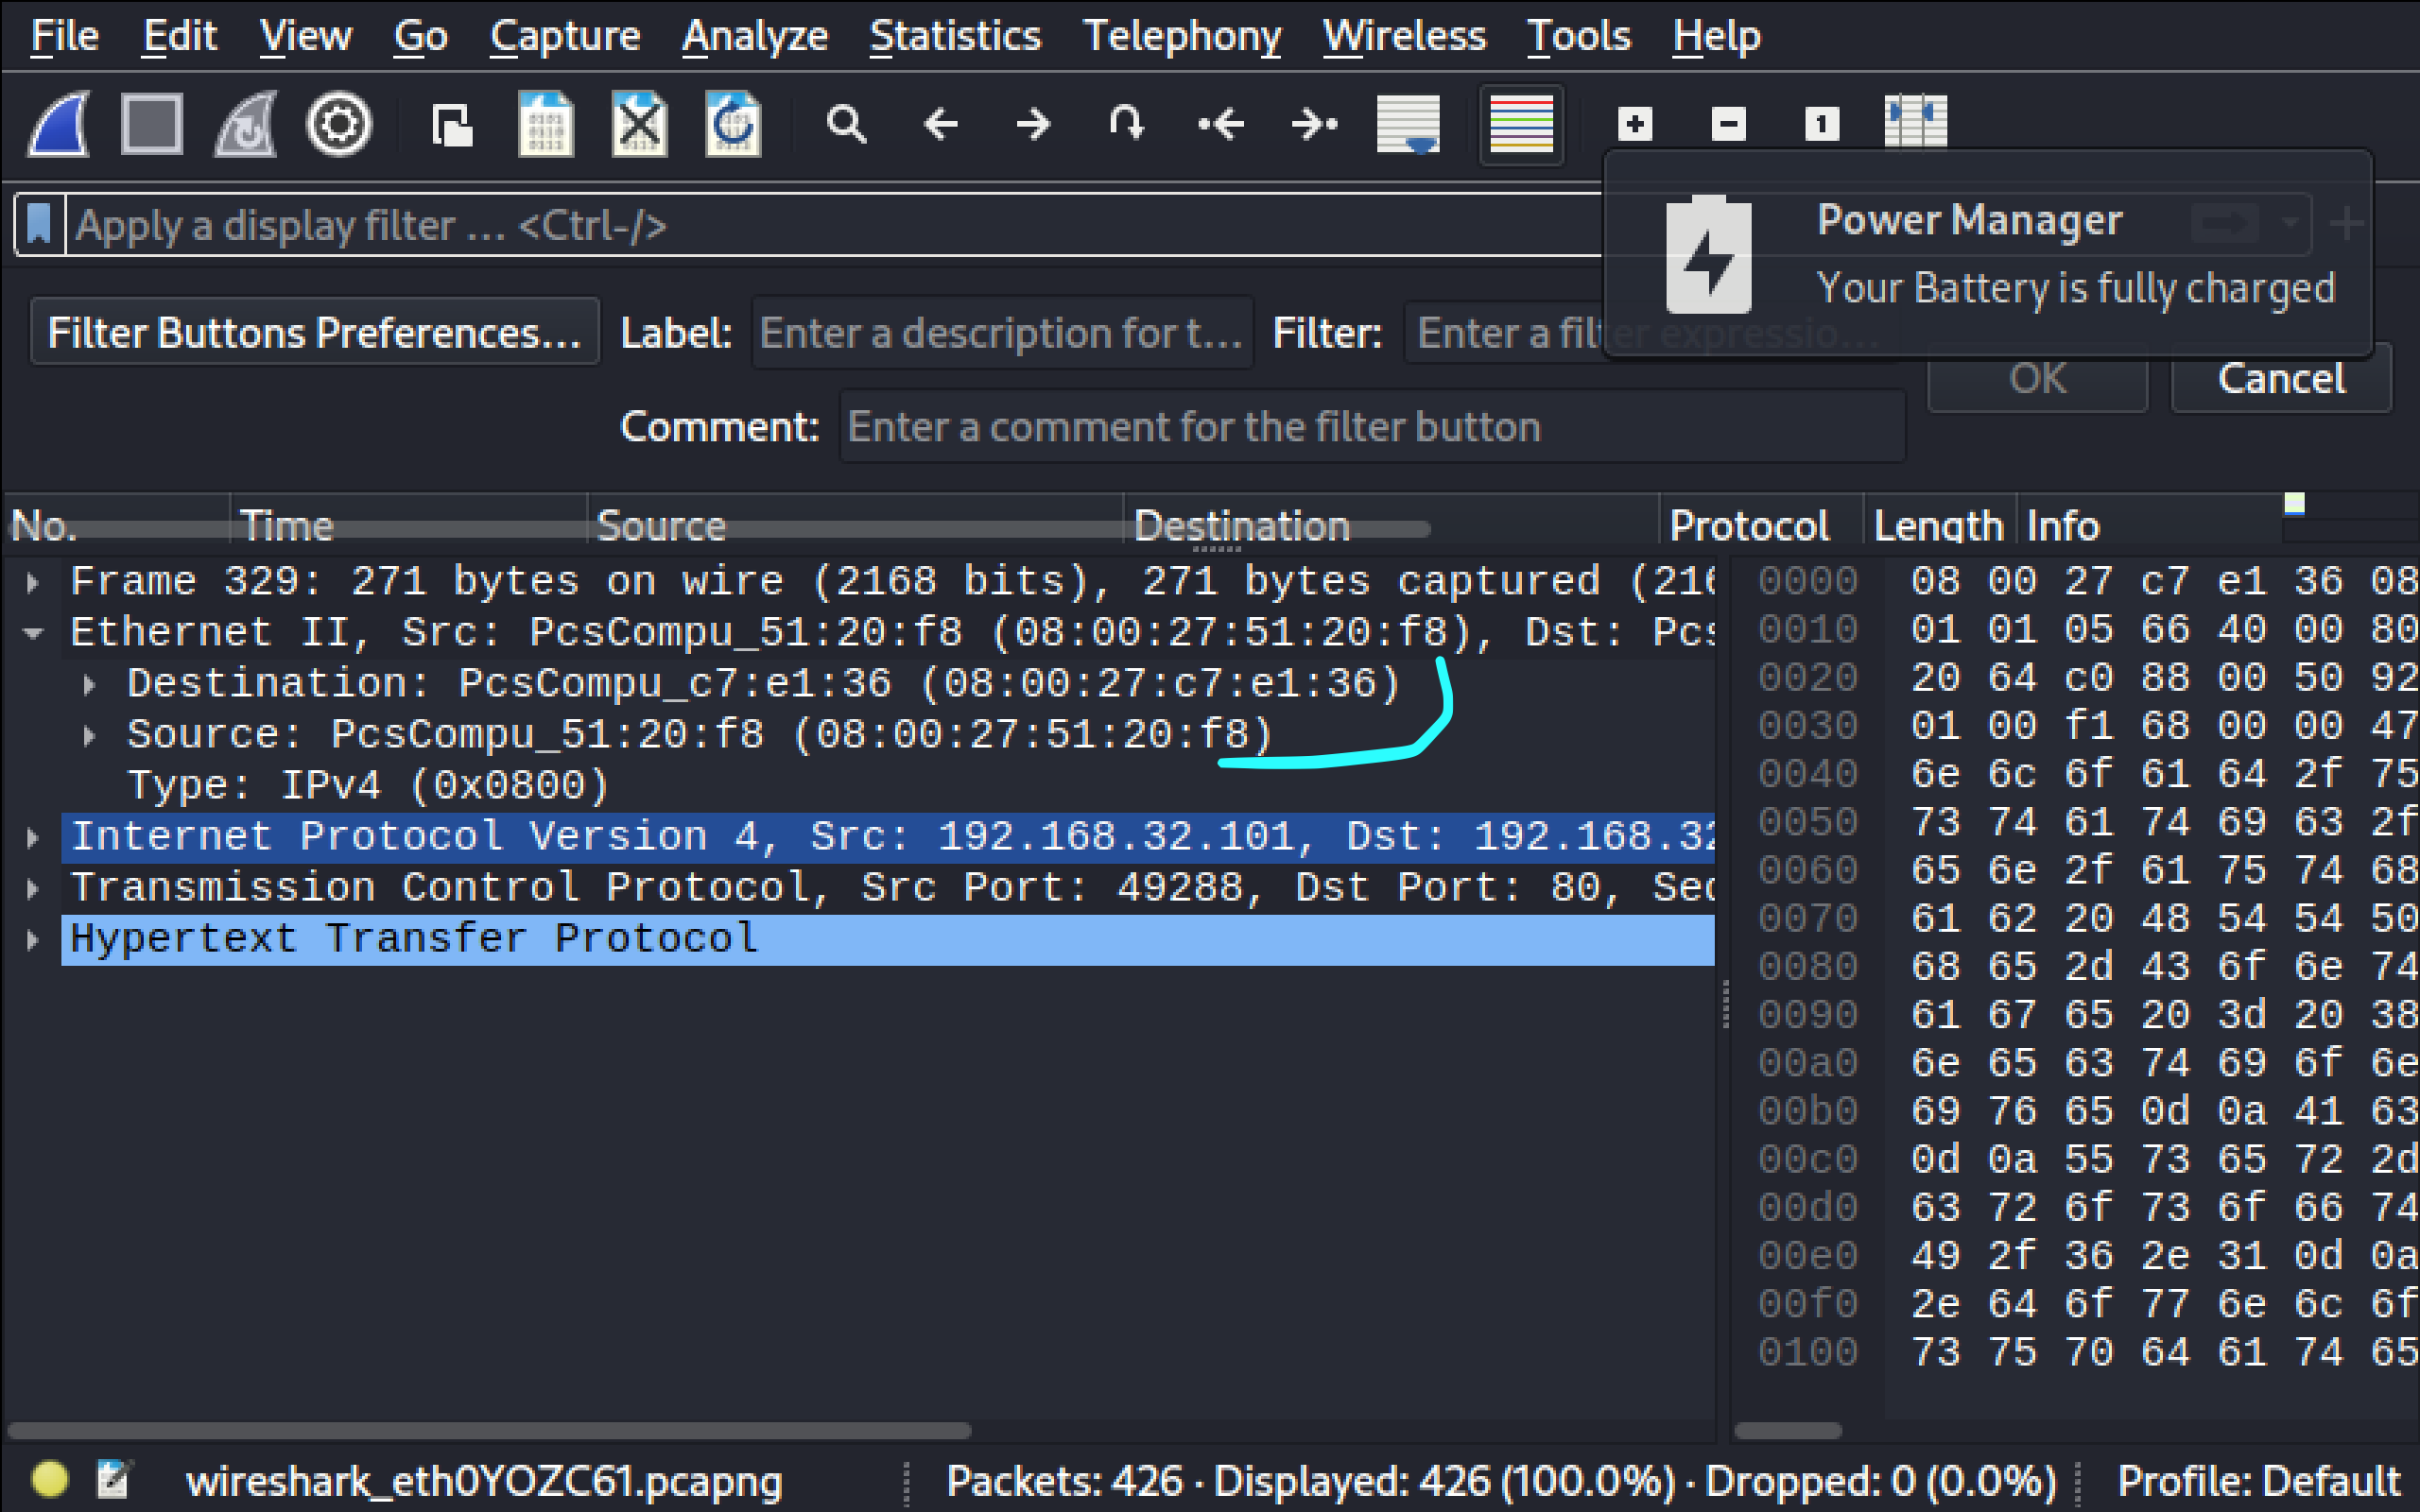 File Edit View Go Capture Analyze Statistics Telephony Wireless Tools Help
Apply a display filter ... <Ctrl-/>
Power Manager
Your Battery is fully charged
Filter Buttons Preferences... Label: Enter a description for t... Filter: Enter a filter expressio...
OK Cancel
Comment: Enter a comment for the filter button
No. Time Source Destination Protocol Length Info
Frame 329: 271 bytes on wire (2168 bits), 271 bytes captured (216
Ethernet II, Src: PcsCompu_51:20:f8 (08:00:27:51:20:f8), Dst: Pcs
Destination: PcsCompu_c7:e1:36 (08:00:27:c7:e1:36)
Source: PcsCompu_51:20:f8 (08:00:27:51:20:f8)
Type: IPv4 (0x0800)
Internet Protocol Version 4, Src: 192.168.32.101, Dst: 192.168.32
Transmission Control Protocol, Src Port: 49288, Dst Port: 80, Seq
Hypertext Transfer Protocol
0000 08 00 27 c7 e1 36 08
0010 01 01 05 66 40 00 80
0020 20 64 c0 88 00 50 92
0030 01 00 f1 68 00 00 47
0040 6e 6c 6f 61 64 2f 75
0050 73 74 61 74 69 63 2f
0060 65 6e 2f 61 75 74 68
0070 61 62 20 48 54 54 50
0080 68 65 2d 43 6f 6e 74
0090 61 67 65 20 3d 20 38
00a0 6e 65 63 74 69 6f 6e
00b0 69 76 65 0d 0a 41 63
00c0 0d 0a 55 73 65 72 2d
00d0 63 72 6f 73 6f 66 74
00e0 49 2f 36 2e 31 0d 0a
00f0 2e 64 6f 77 6e 6c 6f
0100 73 75 70 64 61 74 65
wireshark_eth0YOZC61.pcapng Packets: 426 · Displayed: 426 (100.0%) · Dropped: 0 (0.0%) Profile: Default